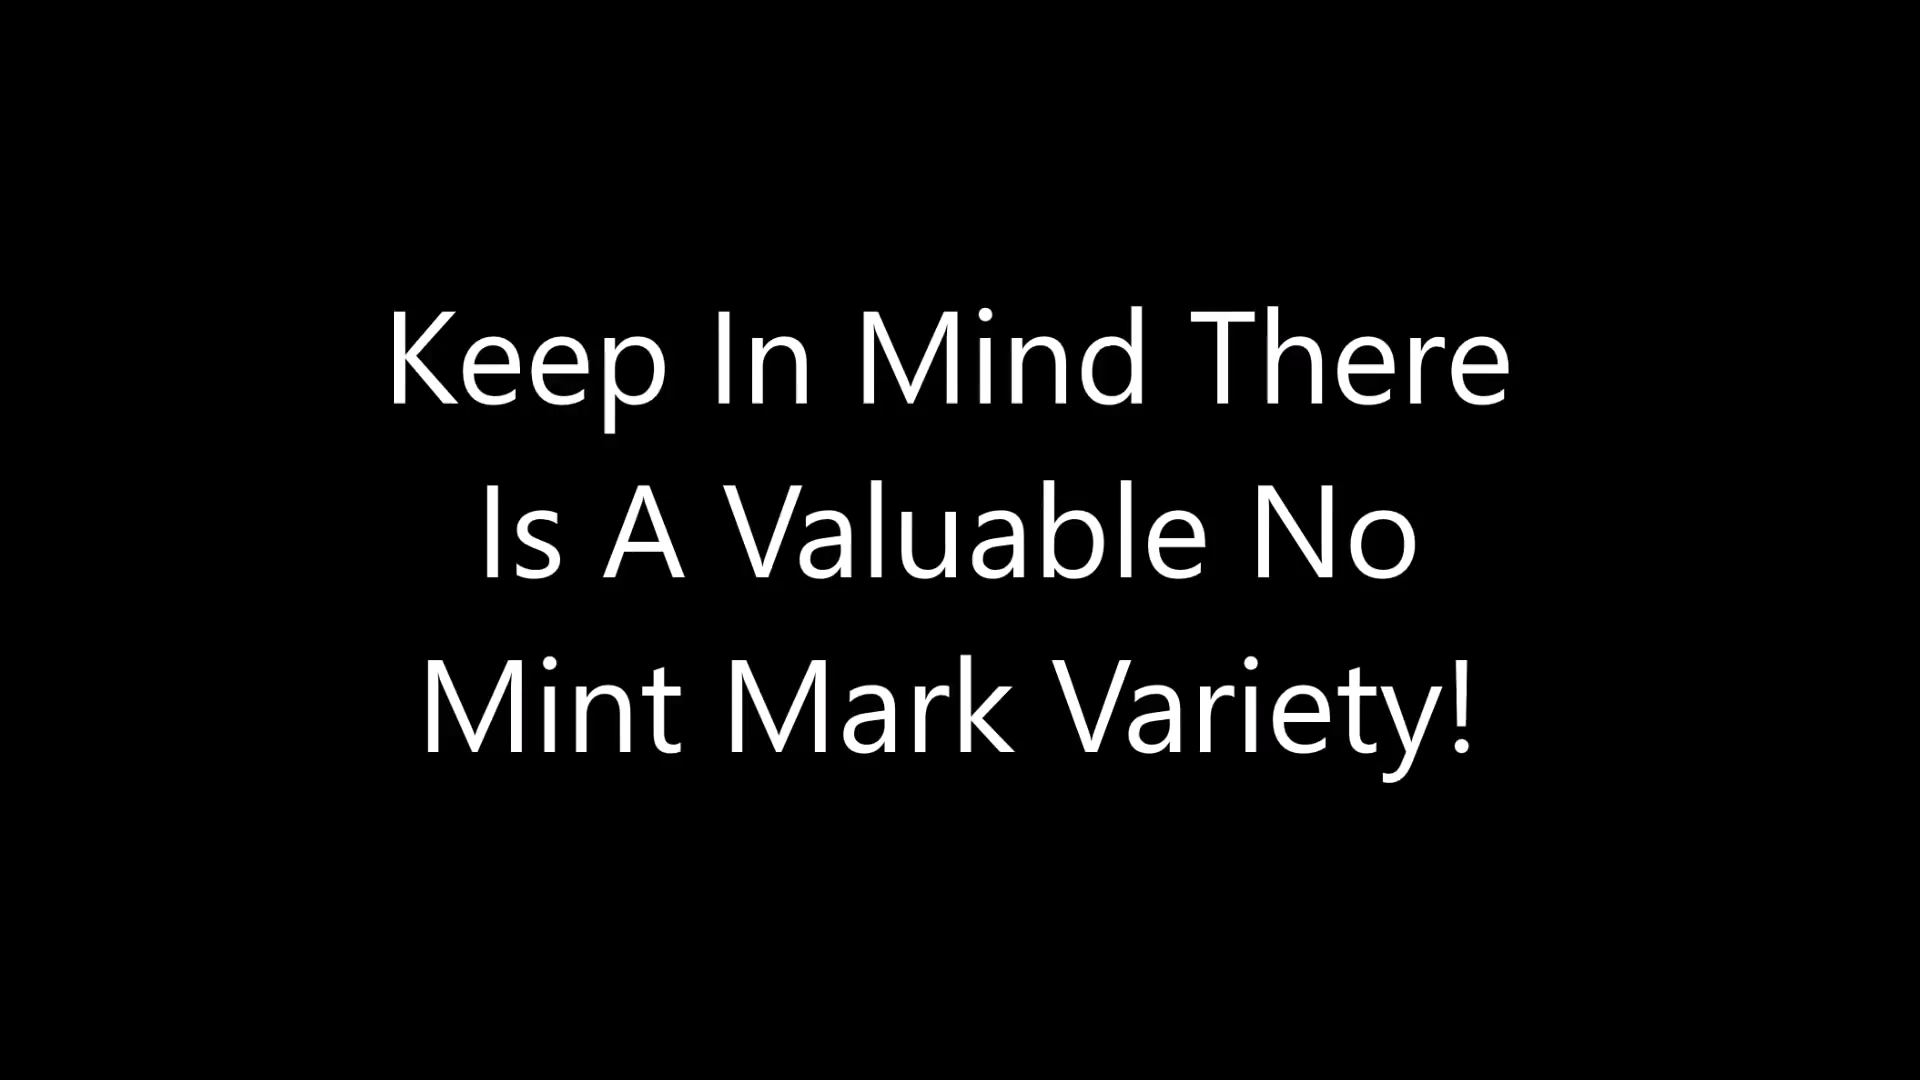 Keep In Mind There
Is A Valuable No
Mint Mark Variety!